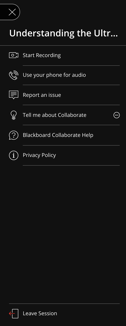 Understanding the Ultr...
Start Recording
Use your phone for audio
Report an issue
Tell me about Collaborate
Blackboard Collaborate Help
Privacy Policy
Leave Session